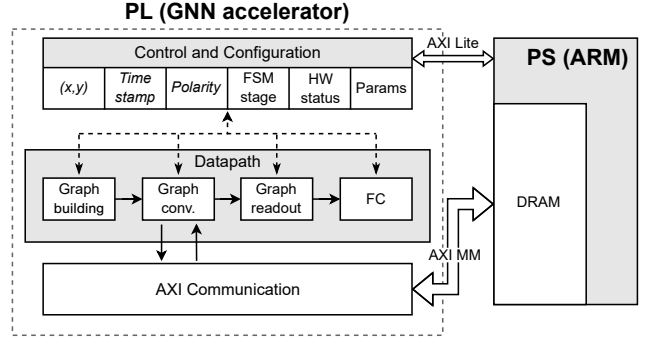 PL (GNN accelerator)
Control and Configuration
(x,y)
Time
stamp
Polarity
FSM
stage
HW
status
Params
AXI Lite
PS (ARM)
Datapath
Graph
building
Graph
conv.
Graph
readout
FC
DRAM
AXI MM
AXI Communication